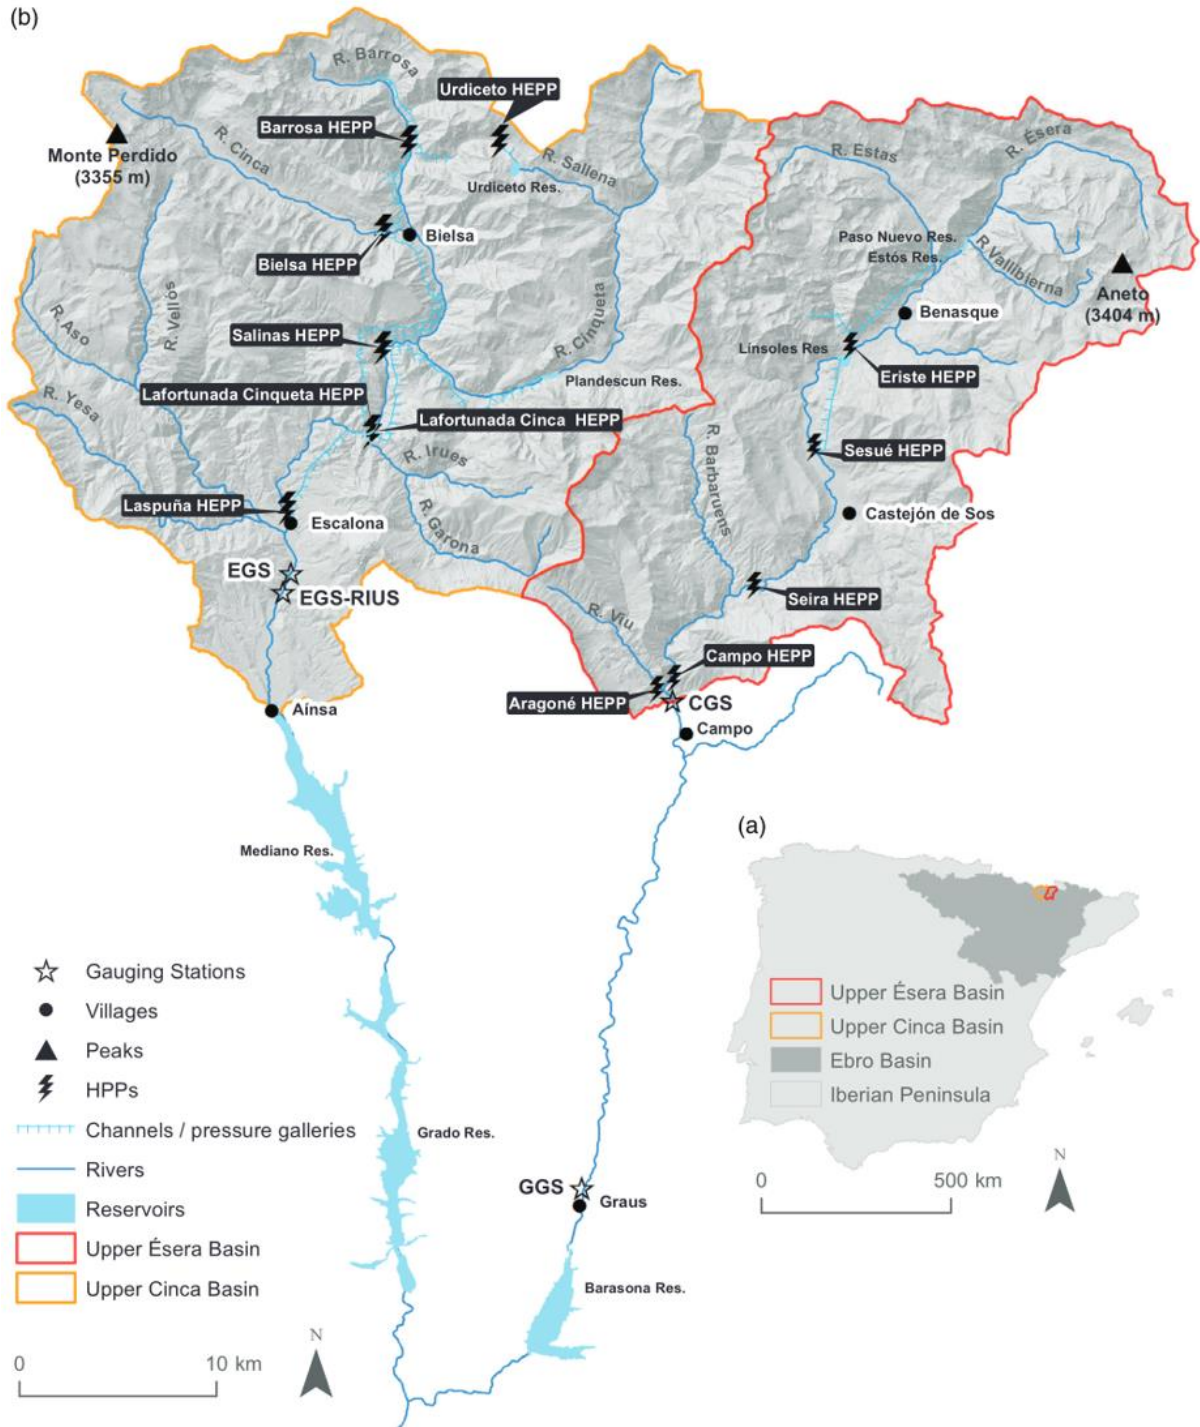 (b)
R. Barrosa
Urdiceto HEPP
Barrosa HEPP
Monte Perdido
(3355 m)
R. Cinca
R. Sallena
Urdiceto Res.
R. Estas
R. Ésera
Bielsa
Bielsa HEPP
Paso Nuevo Res.
Estós Res.
R.Vallibierna
Aneto
(3404 m)
R. Aso
R. Vellós
Salinas HEPP
R. Cinqueta
Benasque
Linsoles Res
Eriste HEPP
Plandescun Res.
Lafortunada Cinqueta HEPP
Lafortunada Cinca HEPP
R. Yesa
R. Irues
R. Barbaruens
Sesué HEPP
Laspuña HEPP
Escalona
R. Garona
Castejón de Sos
EGS
EGS-RIUS
Seira HEPP
R. Viu
Campo HEPP
Aragoné HEPP
CGS
Aínsa
Campo
Mediano Res.
(a)
Gauging Stations
Villages
Peaks
HPPs
Channels / pressure galleries
Rivers
Reservoirs
Upper Ésera Basin
Upper Cinca Basin
Grado Res.
GGS
Graus
Barasona Res.
Upper Ésera Basin
Upper Cinca Basin
Ebro Basin
Iberian Peninsula
N
0 500 km
N
0 10 km